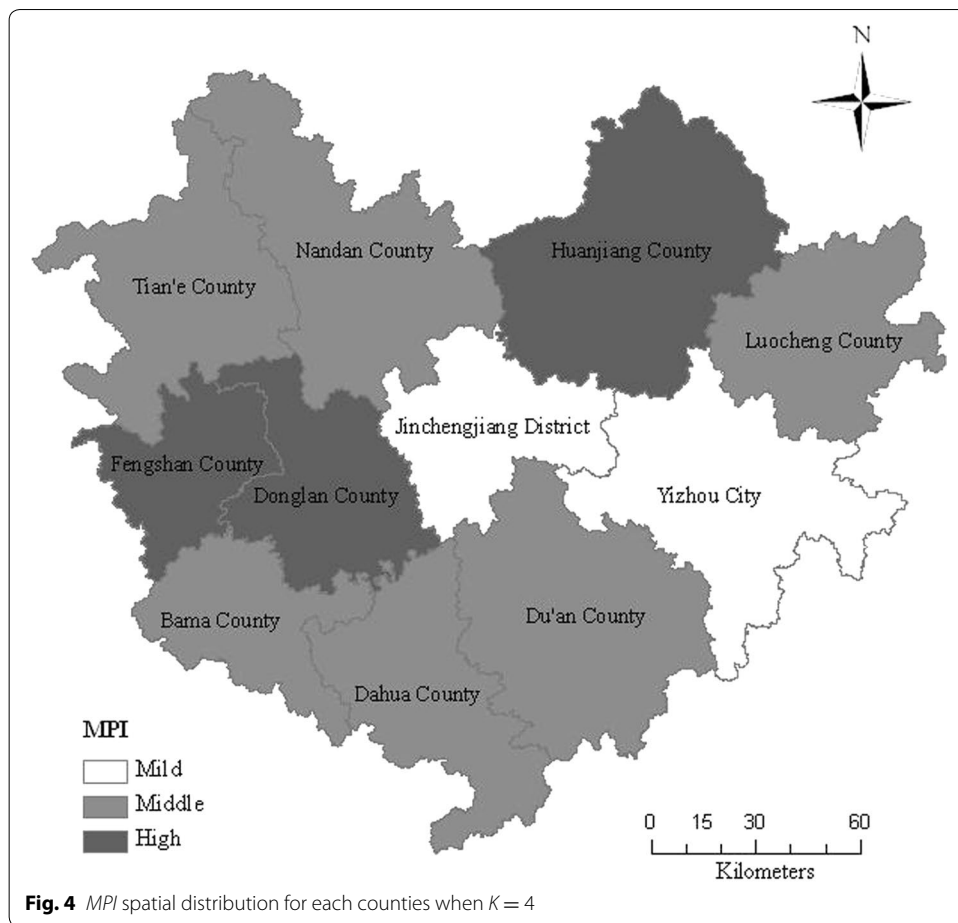 N
Nandan County
Huanjiang County
Tian'e County
Luocheng County
Jinchengjiang District
Fengshan County
Donglan County
Yizhou City
Bama County
Du'an County
Dahua County
MPI
Mild
Middle
High
0 15 30 60
Kilometers
Fig. 4 MPI spatial distribution for each counties when K = 4